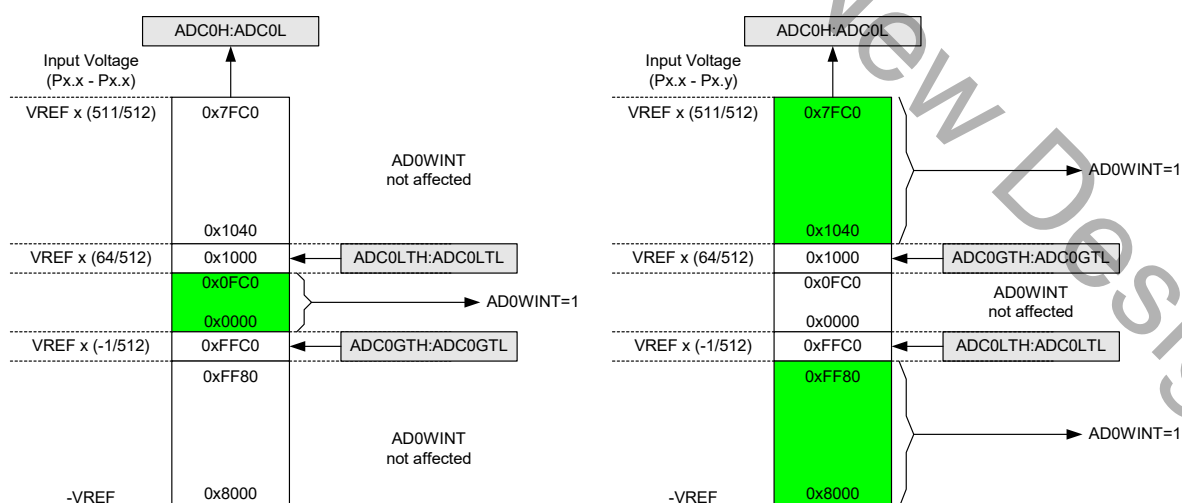 ADC0H:ADC0L
Input Voltage
(Px.x - Px.x)
VREF x (511/512)
0x7FC0
AD0WINT
not affected
0x1040
VREF x (64/512)
0x1000
ADC0LTH:ADC0LTL
0x0FC0
AD0WINT=1
0x0000
VREF x (-1/512)
0xFFC0
ADC0GTH:ADC0GTL
0xFF80
AD0WINT
not affected
-VREF
0x8000
ADC0H:ADC0L
Input Voltage
(Px.x - Px.y)
VREF x (511/512)
0x7FC0
AD0WINT=1
0x1040
VREF x (64/512)
0x1000
ADC0GTH:ADC0GTL
0x0FC0
AD0WINT
not affected
0x0000
VREF x (-1/512)
0xFFC0
ADC0LTH:ADC0LTL
0xFF80
AD0WINT=1
-VREF
0x8000